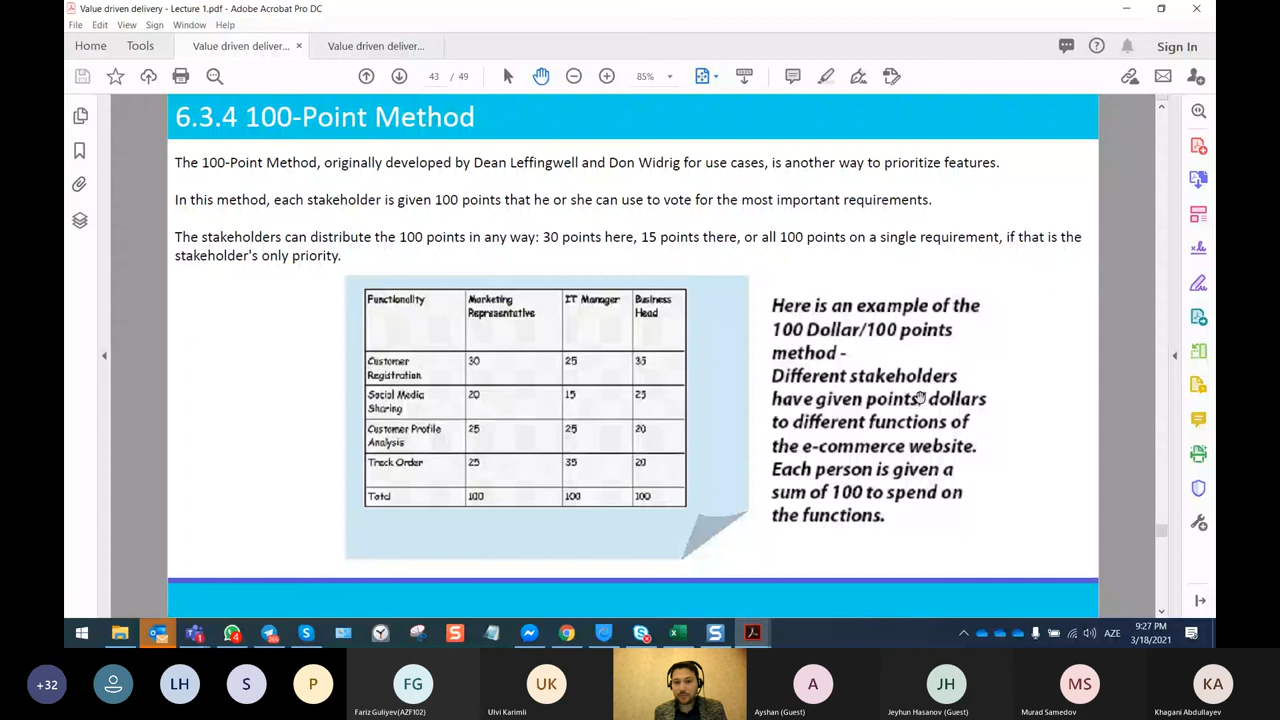 Value driven delivery - Lecture 1.pdf - Adobe Acrobat Pro DC
File Edit View Sign Window Help
Home Tools Value driven deliver... × Value driven deliver... Sign In
43 / 49 85%
6.3.4 100-Point Method
The 100-Point Method, originally developed by Dean Leffingwell and Don Widrig for use cases, is another way to prioritize features.
In this method, each stakeholder is given 100 points that he or she can use to vote for the most important requirements.
The stakeholders can distribute the 100 points in any way: 30 points here, 15 points there, or all 100 points on a single requirement, if that is the
stakeholder's only priority.
Functionality Marketing Representative IT Manager Business Head
Customer Registration 30 25 35
Social Media Sharing 20 15 25
Customer Profile Analysis 25 25 20
Track Order 25 35 20
Total 100 100 100
Here is an example of the
100 Dollar/100 points
method -
Different stakeholders
have given points/dollars
to different functions of
the e-commerce website.
Each person is given a
sum of 100 to spend on
the functions.
AZE
9:27 PM
3/18/2021
+32 LH S P FG UK A JH MS KA
Fariz Guliyev(AZF102) Ulvi Karimli Ayshan (Guest) Jeyhun Hasanov (Guest) Murad Samedov Khagani Abdullayev